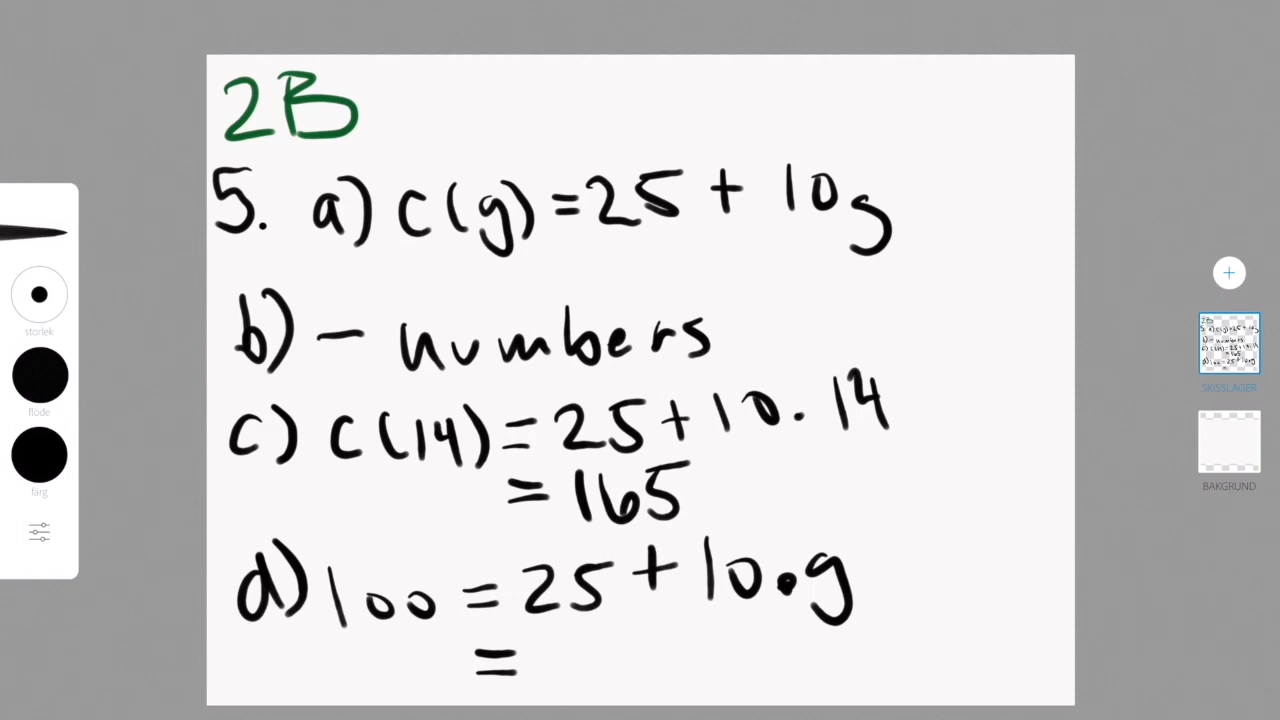 2B
5. a) C(g) = 25 + 10g
b) - numbers
c) C(14) = 25 + 10 · 14
= 165
d) 100 = 25 + 10 · g
=
storlek
flöde
färg
+
SKISSLAGER
BAKGRUND